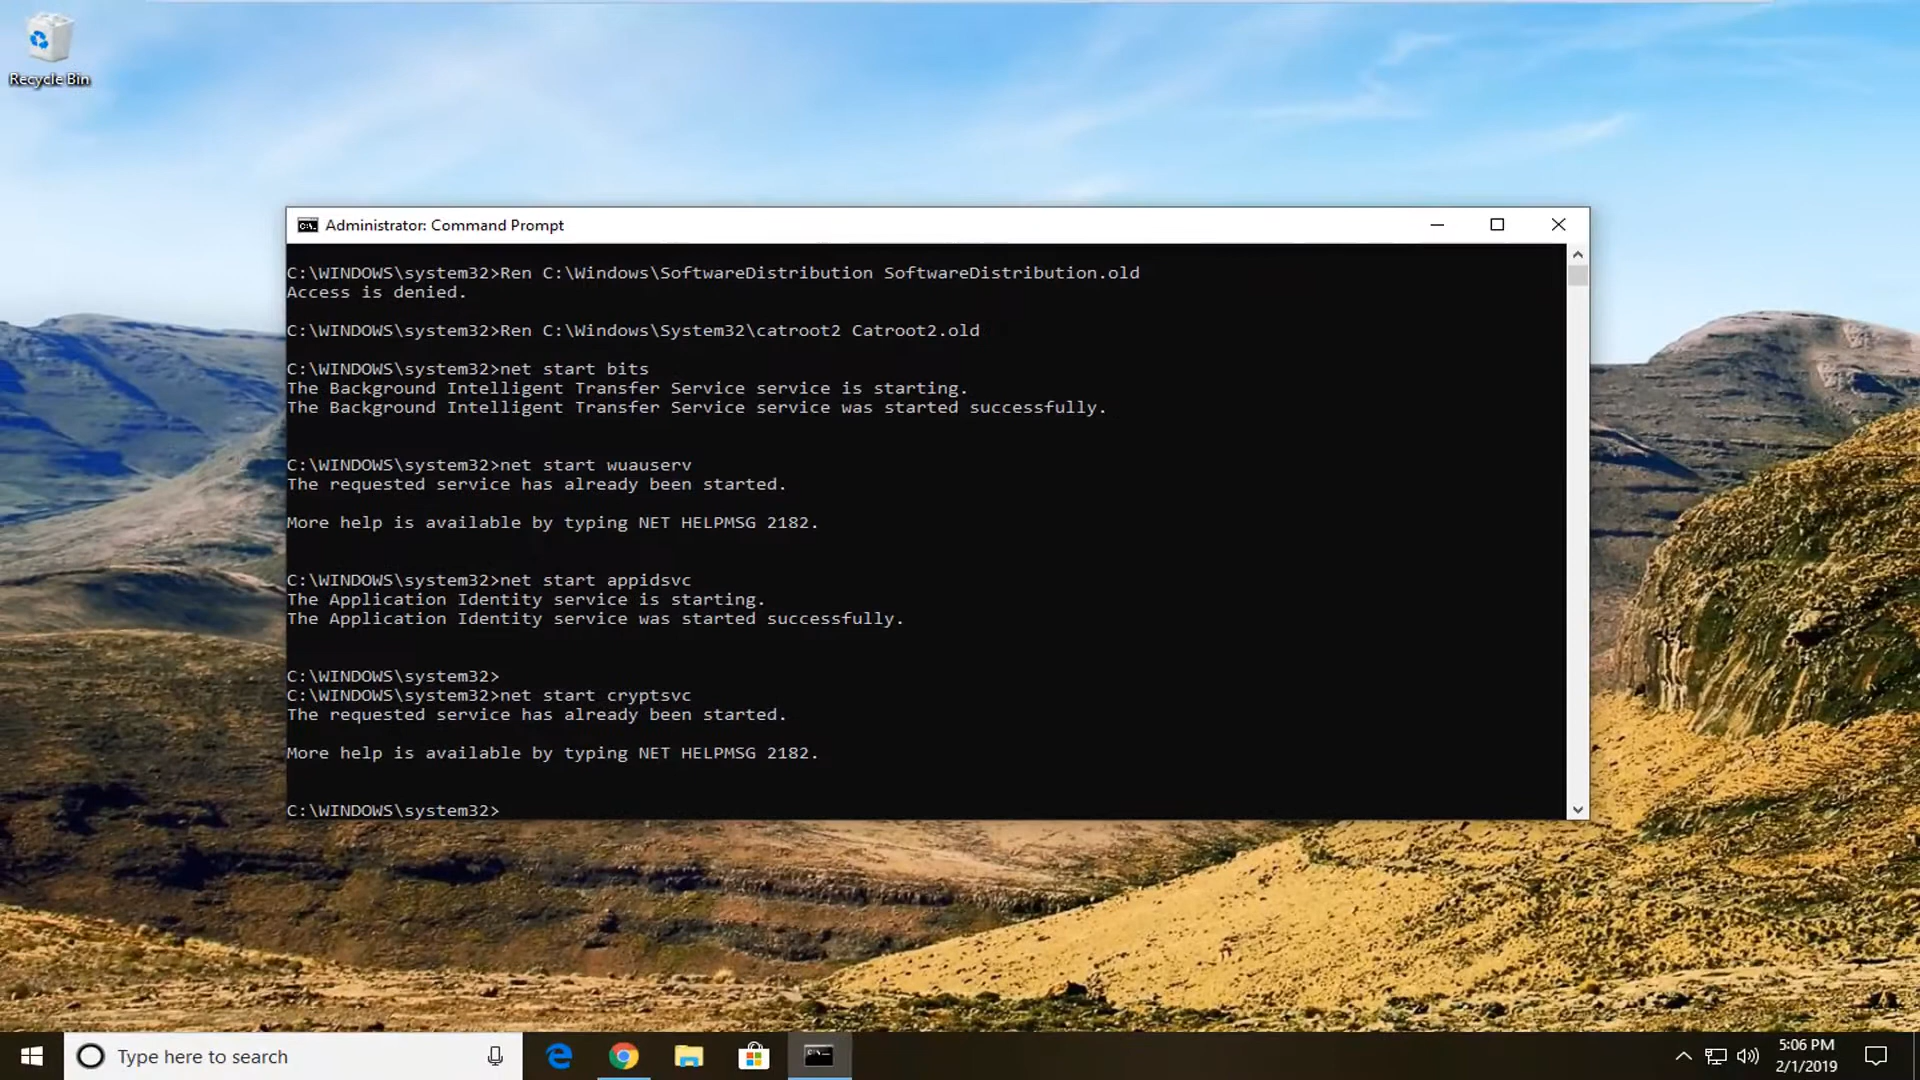 Recycle Bin
Administrator: Command Prompt
C:\WINDOWS\system32>Ren C:\Windows\SoftwareDistribution SoftwareDistribution.old
Access is denied.
C:\WINDOWS\system32>Ren C:\Windows\System32\catroot2 Catroot2.old
C:\WINDOWS\system32>net start bits
The Background Intelligent Transfer Service service is starting.
The Background Intelligent Transfer Service service was started successfully.
C:\WINDOWS\system32>net start wuauserv
The requested service has already been started.
More help is available by typing NET HELPMSG 2182.
C:\WINDOWS\system32>net start appidsvc
The Application Identity service is starting.
The Application Identity service was started successfully.
C:\WINDOWS\system32>
C:\WINDOWS\system32>net start cryptsvc
The requested service has already been started.
More help is available by typing NET HELPMSG 2182.
C:\WINDOWS\system32>
Type here to search
5:06 PM
2/1/2019